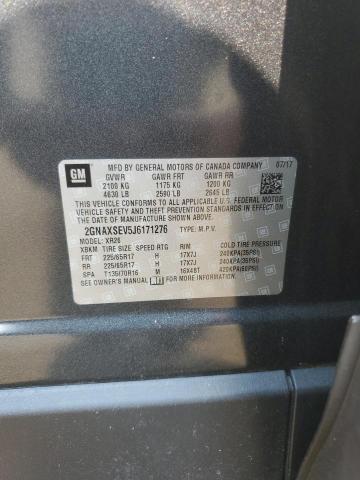 GM
MFD BY GENERAL MOTORS OF CANADA COMPANY 07/17
GVWR GAWR FRT GAWR RR
2100 KG 1175 KG 1200 KG
4630 LB 2590 LB 2645 LB
THIS VEHICLE CONFORMS TO ALL APPLICABLE U.S. FEDERAL MOTOR
VEHICLE SAFETY AND THEFT PREVENTION STANDARDS IN EFFECT ON THE
DATE OF MANUFACTURE SHOWN ABOVE.
2GNAXSEV5J6171276 TYPE: M.P.V.
MODEL: XR26
XBKM TIRE SIZE SPEED RTG RIM COLD TIRE PRESSURE
FRT 225/65R17 H 17X7J 240KPA(35PSI)
RR 225/65R17 H 17X7J 240KPA(35PSI)
SPA T135/70R16 M 16X4BT 420KPA(60PSI)
SEE OWNER'S MANUAL